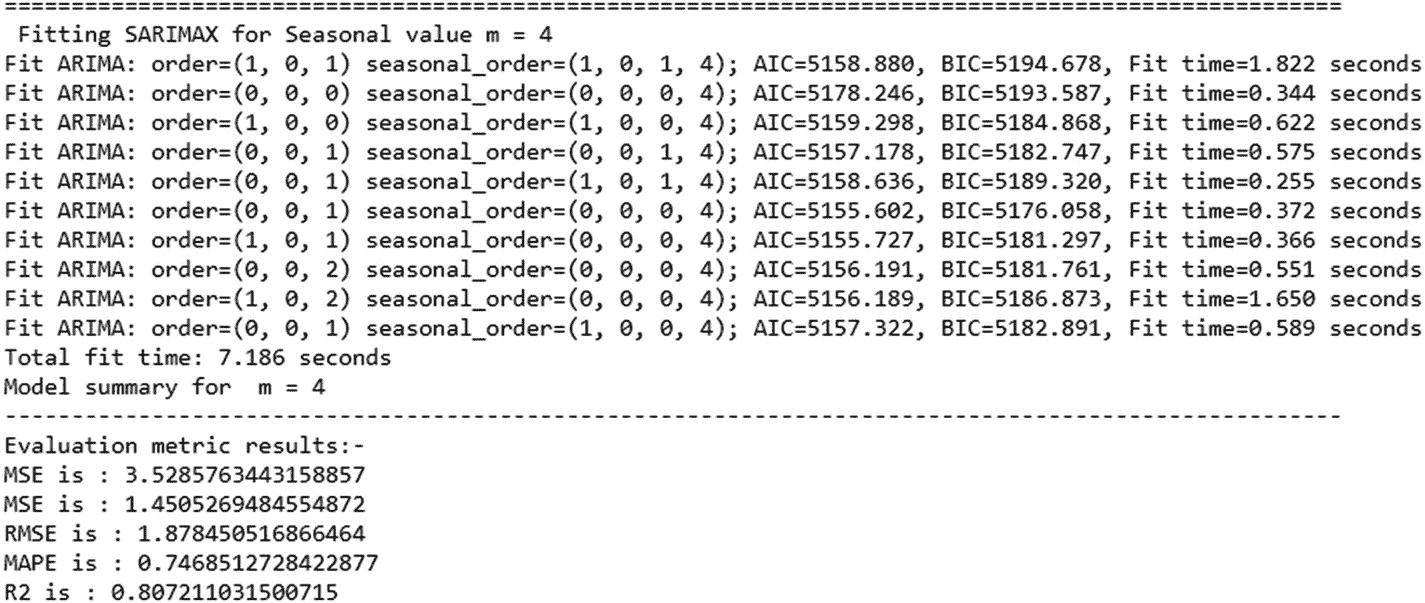 ====================================================================================================
Fitting SARIMAX for Seasonal value m = 4
Fit ARIMA: order=(1, 0, 1) seasonal_order=(1, 0, 1, 4); AIC=5158.880, BIC=5194.678, Fit time=1.822 seconds
Fit ARIMA: order=(0, 0, 0) seasonal_order=(0, 0, 0, 4); AIC=5178.246, BIC=5193.587, Fit time=0.344 seconds
Fit ARIMA: order=(1, 0, 0) seasonal_order=(1, 0, 0, 4); AIC=5159.298, BIC=5184.868, Fit time=0.622 seconds
Fit ARIMA: order=(0, 0, 1) seasonal_order=(0, 0, 1, 4); AIC=5157.178, BIC=5182.747, Fit time=0.575 seconds
Fit ARIMA: order=(0, 0, 1) seasonal_order=(1, 0, 1, 4); AIC=5158.636, BIC=5189.320, Fit time=0.255 seconds
Fit ARIMA: order=(0, 0, 1) seasonal_order=(0, 0, 0, 4); AIC=5155.602, BIC=5176.058, Fit time=0.372 seconds
Fit ARIMA: order=(1, 0, 1) seasonal_order=(0, 0, 0, 4); AIC=5155.727, BIC=5181.297, Fit time=0.366 seconds
Fit ARIMA: order=(0, 0, 2) seasonal_order=(0, 0, 0, 4); AIC=5156.191, BIC=5181.761, Fit time=0.551 seconds
Fit ARIMA: order=(1, 0, 2) seasonal_order=(0, 0, 0, 4); AIC=5156.189, BIC=5186.873, Fit time=1.650 seconds
Fit ARIMA: order=(0, 0, 1) seasonal_order=(1, 0, 0, 4); AIC=5157.322, BIC=5182.891, Fit time=0.589 seconds
Total fit time: 7.186 seconds
Model summary for  m = 4
----------------------------------------------------------------------------------------------------
Evaluation metric results:-
MSE is : 3.5285763443158857
MSE is : 1.4505269484554872
RMSE is : 1.878450516866464
MAPE is : 0.7468512728422877
R2 is : 0.807211031500715